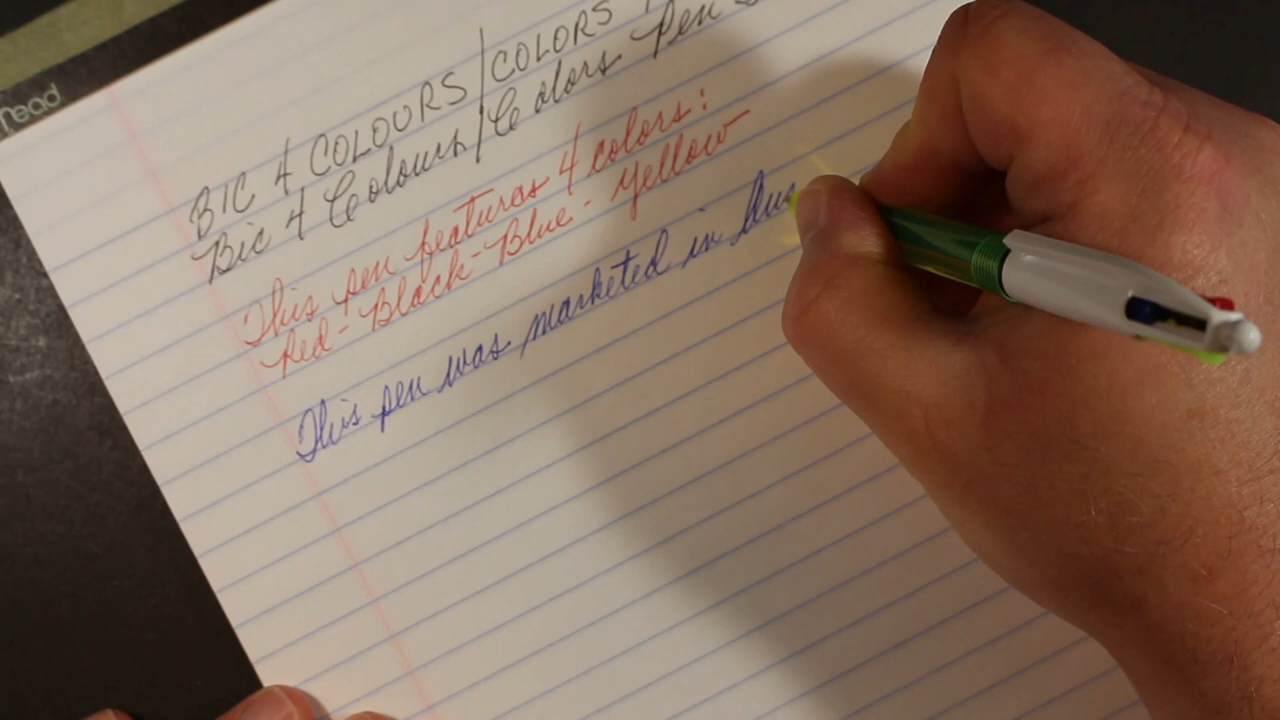 mead
BIC 4 COLOURS/COLORS
Bic 4 Colours/Colors Pen
This pen features 4 colors:
Red-Black-Blue-Yellow
This pen was marketed in Aus